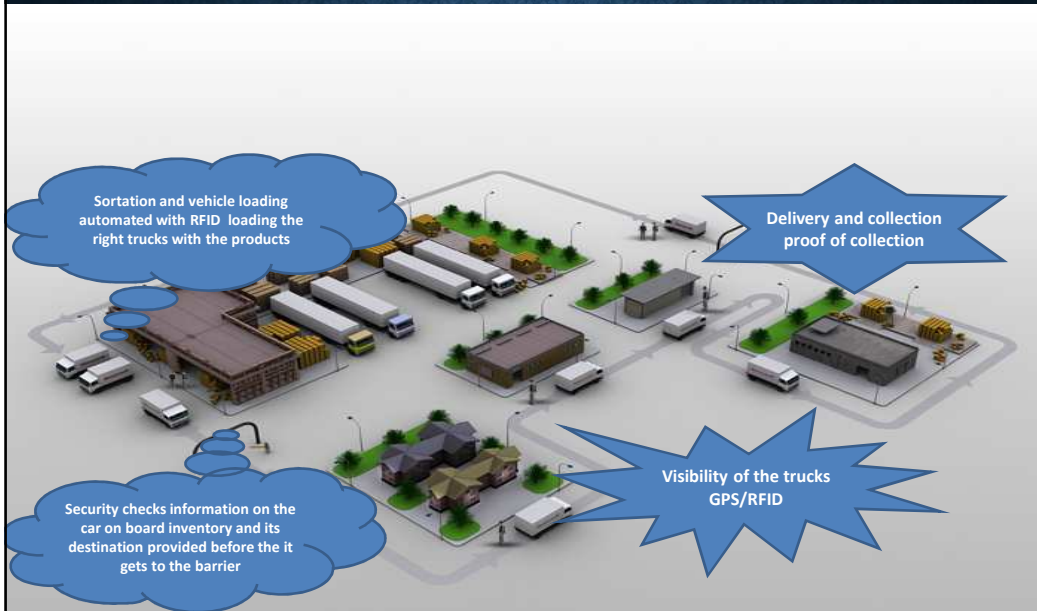 Sortation and vehicle loading
automated with RFID loading the
right trucks with the products
Delivery and collection
proof of collection
Visibility of the trucks
GPS/RFID
Security checks information on the
car on board inventory and its
destination provided before the it
gets to the barrier